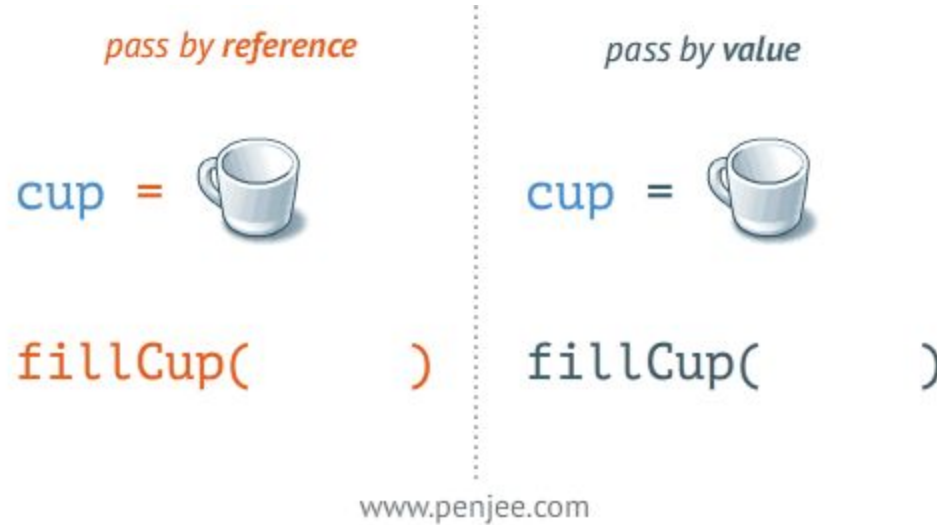 pass by reference
cup =
fillCup( )
pass by value
cup =
fillCup( )
www.penjee.com